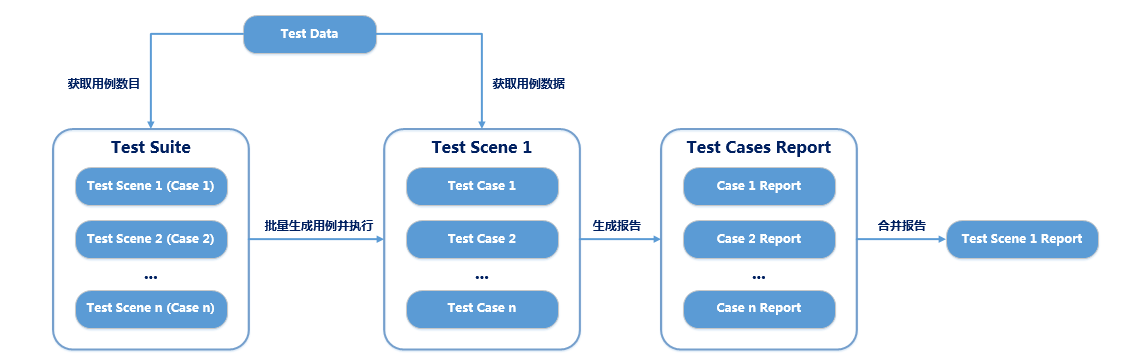 Test Data
获取用例数目
获取用例数据
Test Suite
Test Scene 1 (Case 1)
Test Scene 2 (Case 2)
...
Test Scene n (Case n)
批量生成用例并执行
Test Scene 1
Test Case 1
Test Case 2
...
Test Case n
生成报告
Test Cases Report
Case 1 Report
Case 2 Report
...
Case n Report
合并报告
Test Scene 1 Report